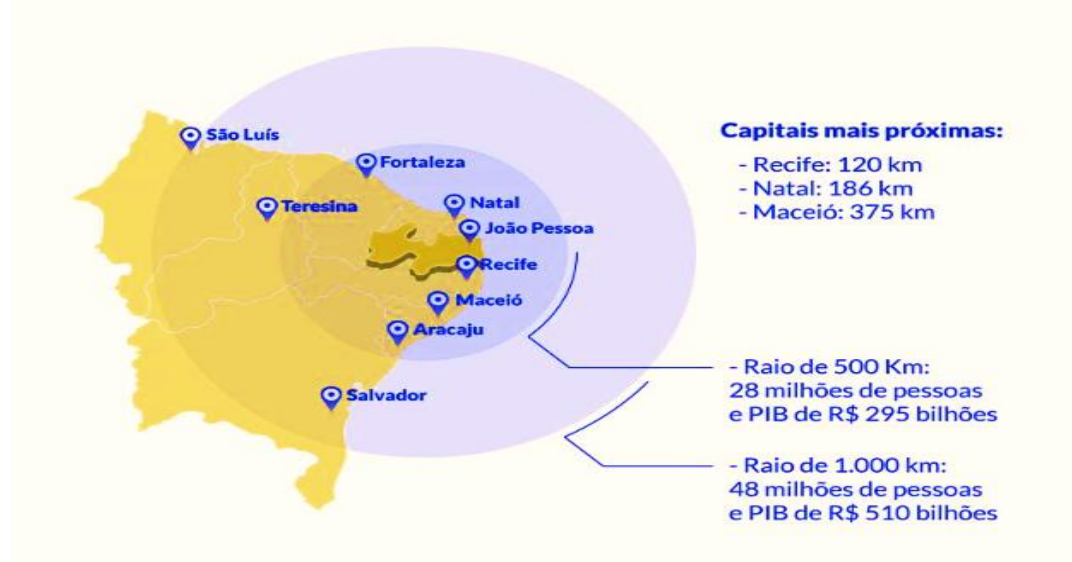 São Luís
Fortaleza
Teresina
Natal
João Pessoa
Recife
Maceió
Aracaju
Salvador
Capitais mais próximas:
- Recife: 120 km
- Natal: 186 km
- Maceió: 375 km
- Raio de 500 Km:
28 milhões de pessoas
e PIB de R$ 295 bilhões
- Raio de 1.000 km:
48 milhões de pessoas
e PIB de R$ 510 bilhões